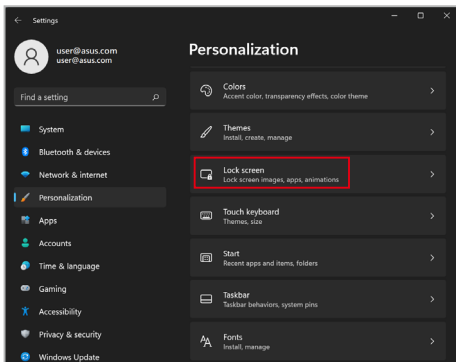 Settings
user@asus.com
user@asus.com
Find a setting
System
Bluetooth & devices
Network & internet
Personalization
Apps
Accounts
Time & language
Gaming
Accessibility
Privacy & security
Windows Update
Personalization
Colors
Accent color, transparency effects, color theme
Themes
Install, create, manage
Lock screen
Lock screen images, apps, animations
Touch keyboard
Themes, size
Start
Recent apps and items, folders
Taskbar
Taskbar behaviors, system pins
Fonts
Install, manage